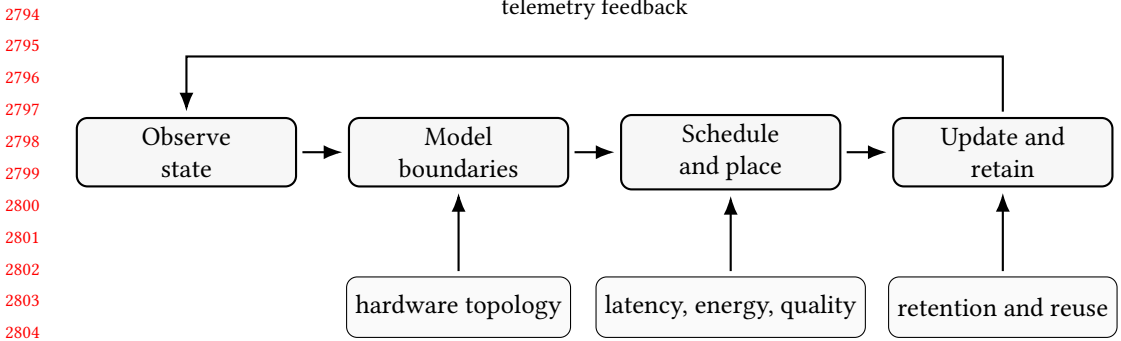 2794
telemetry feedback
2795
2796
2797
2798
2799
2800
2801
2802
2803
2804
Observe
state
Model
boundaries
Schedule
and place
Update and
retain
hardware topology
latency, energy, quality
retention and reuse